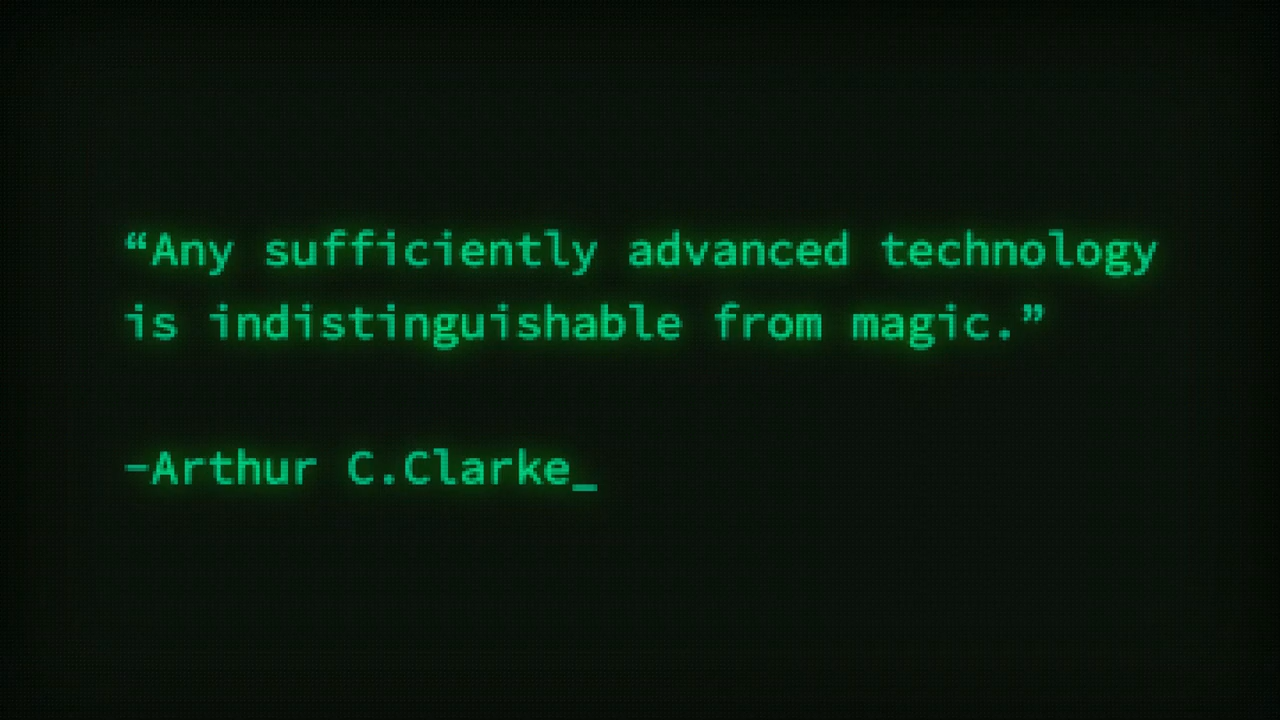 “Any sufficiently advanced technology
is indistinguishable from magic.”
–Arthur C.Clarke_